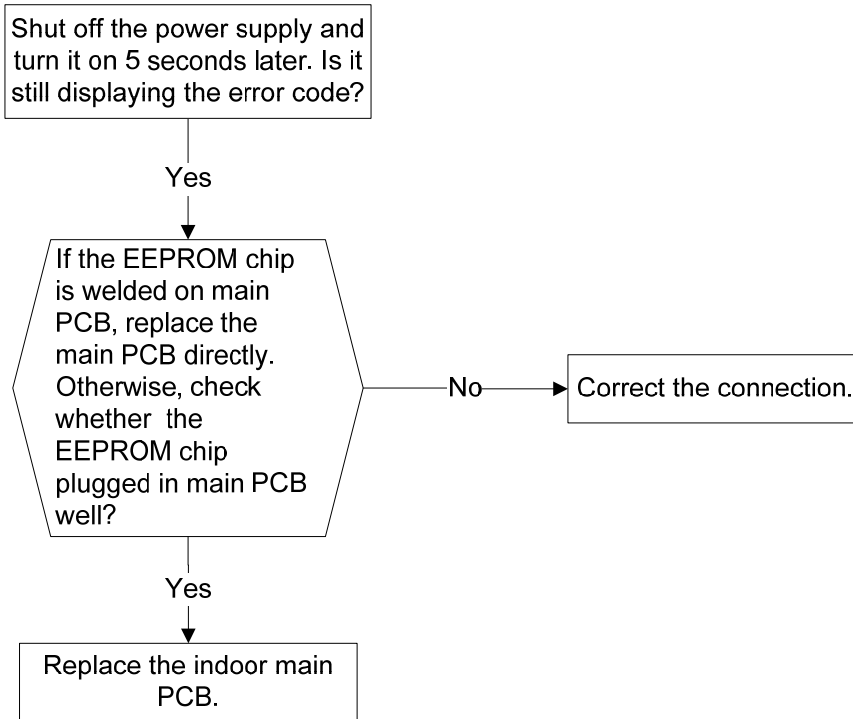 Shut off the power supply and
turn it on 5 seconds later. Is it
still displaying the error code?
Yes
If the EEPROM chip
is welded on main
PCB, replace the
main PCB directly.
Otherwise, check
whether  the
EEPROM chip
plugged in main PCB
well?
No
Correct the connection.
Yes
Replace the indoor main
PCB.